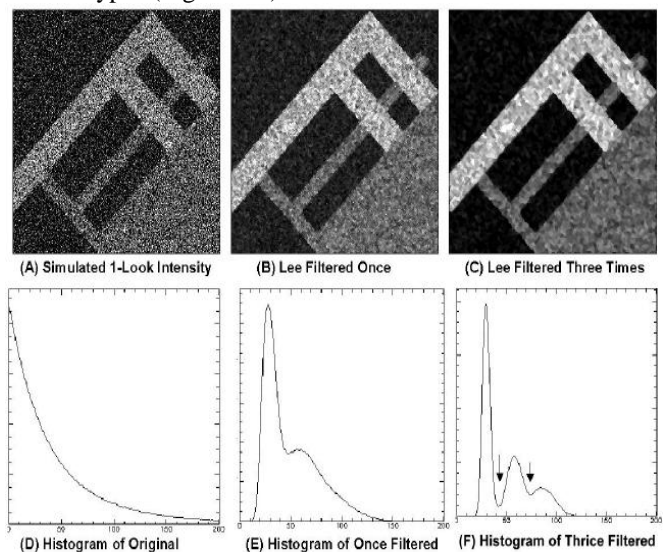 (A) Simulated 1-Look Intensity
(B) Lee Filtered Once
(C) Lee Filtered Three Times
0 50 100 150 200
0 50 100 150 200
0 50 100 150 200
(D) Histogram of Original
(E) Histogram of Once Filtered
(F) Histogram of Thrice Filtered